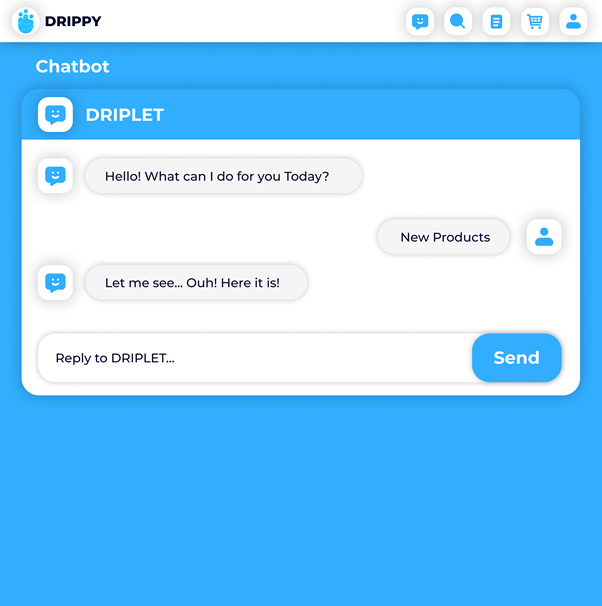 DRIPPY
Chatbot
DRIPLET
Hello! What can I do for you Today?
New Products
Let me see... Ouh! Here it is!
Reply to DRIPLET...
Send